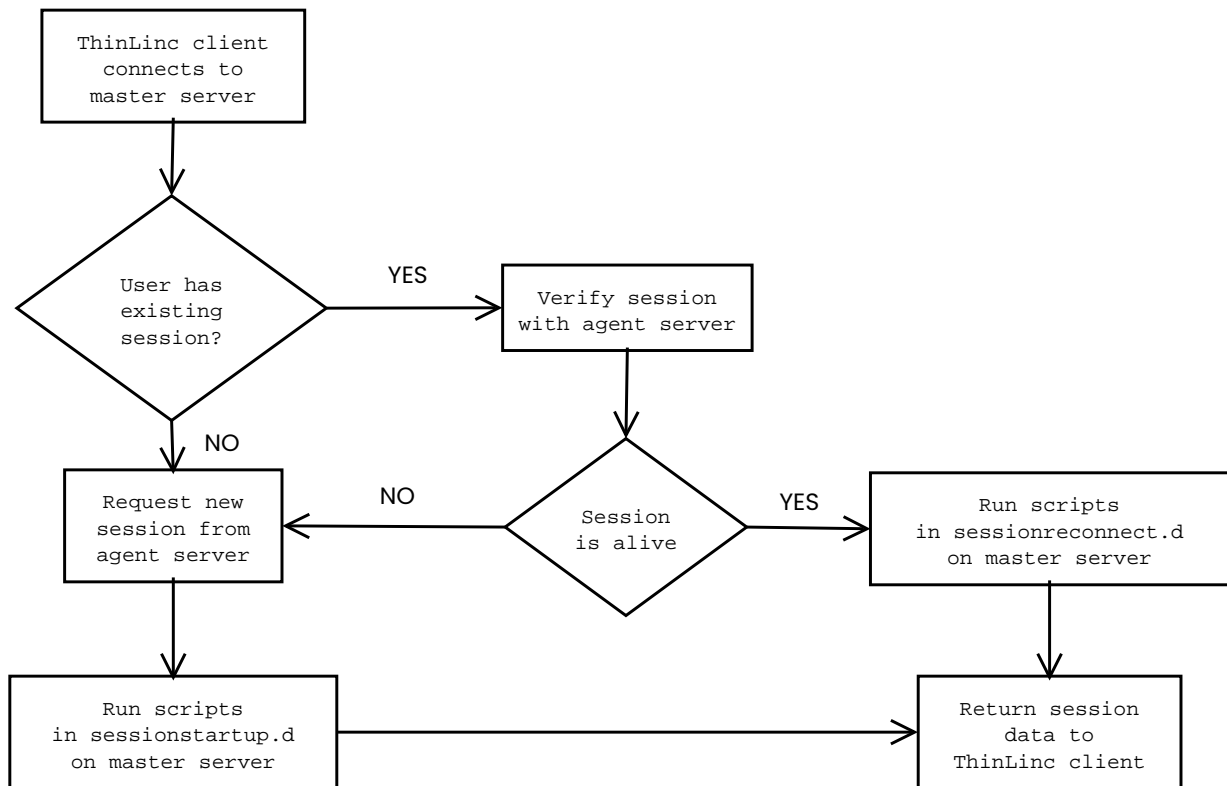 ThinLinc client
connects to
master server
User has
existing
session?
YES
Verify session
with agent server
NO
Request new
session from
agent server
NO
Session
is alive
YES
Run scripts
in sessionreconnect.d
on master server
Run scripts
in sessionstartup.d
on master server
Return session
data to
ThinLinc client